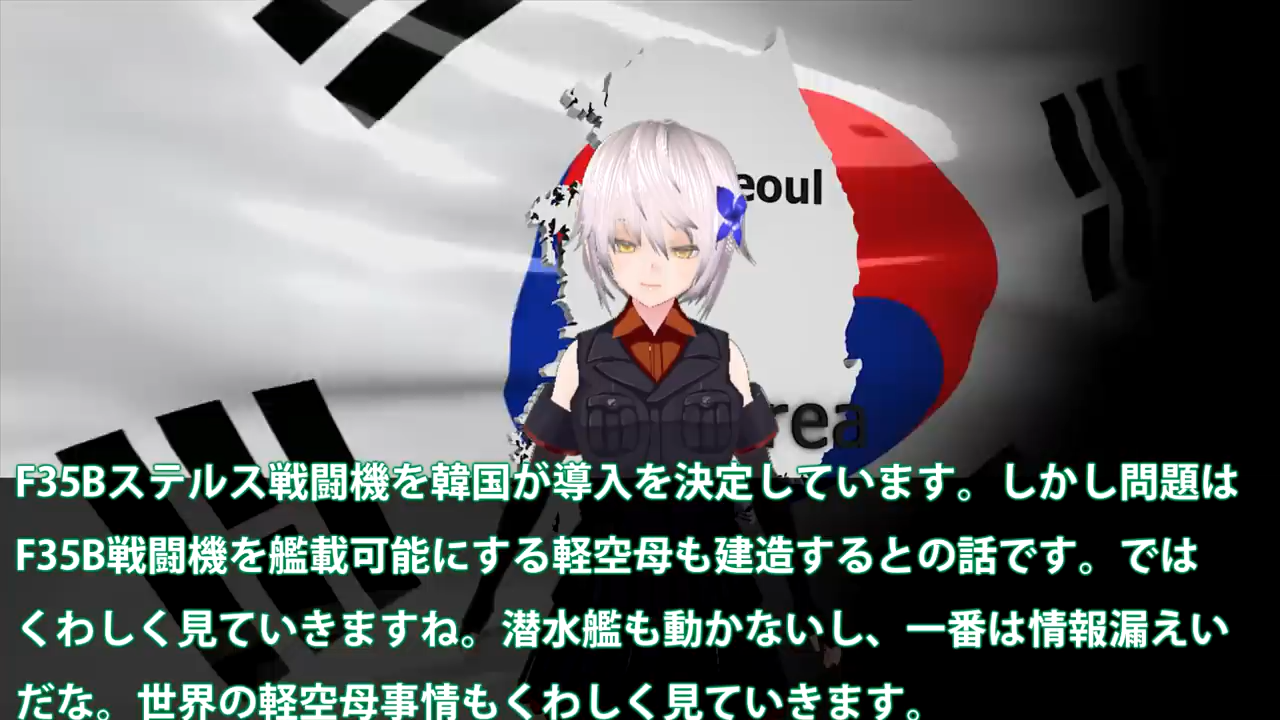 eoul
rea
F35Bステルス戦闘機を韓国が導入を決定しています。しかし問題は
F35B戦闘機を艦載可能にする軽空母も建造するとの話です。では
くわしく見ていきますね。潜水艦も動かないし、一番は情報漏えい
だな。世界の軽空母事情もくわしく見ていきます。